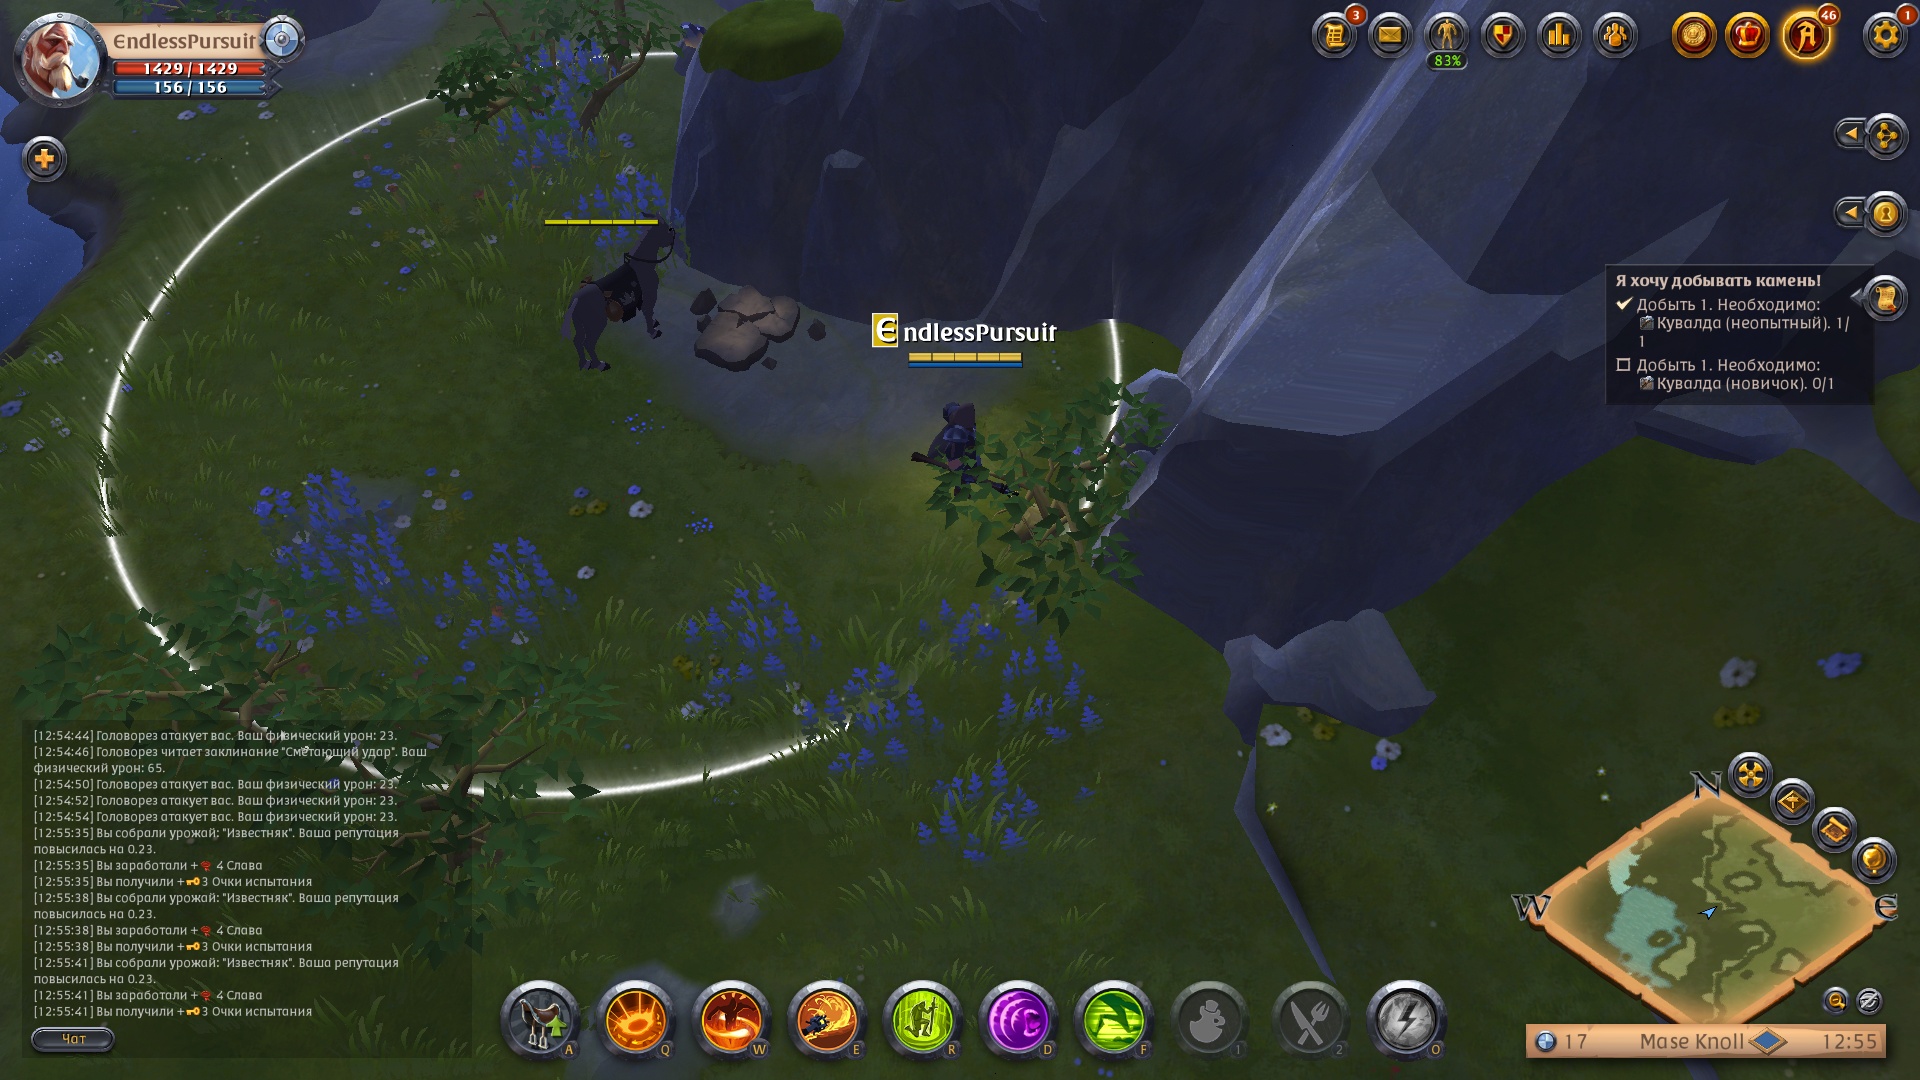 EndlessPursuit
1429 / 1429
156 / 156
3
83%
46
1
EndlessPursuit
Я хочу добывать камень!
Добыть 1. Необходимо:
Кувалда (неопытный). 1/
1
Добыть 1. Необходимо:
Кувалда (новичок). 0/1
[12:54:44] Головорез атакует вас. Ваш физический урон: 23.
[12:54:46] Головорез читает заклинание "Сметающий удар". Ваш
физический урон: 65.
[12:54:50] Головорез атакует вас. Ваш физический урон: 23.
[12:54:52] Головорез атакует вас. Ваш физический урон: 23.
[12:54:54] Головорез атакует вас. Ваш физический урон: 23.
[12:55:35] Вы собрали урожай: "Известняк". Ваша репутация
повысилась на 0.23.
[12:55:35] Вы заработали + 4 Слава
[12:55:35] Вы получили + 3 Очки испытания
[12:55:38] Вы собрали урожай: "Известняк". Ваша репутация
повысилась на 0.23.
[12:55:38] Вы заработали + 4 Слава
[12:55:38] Вы получили + 3 Очки испытания
[12:55:41] Вы собрали урожай: "Известняк". Ваша репутация
повысилась на 0.23.
[12:55:41] Вы заработали + 4 Слава
[12:55:41] Вы получили + 3 Очки испытания
Чат
A Q W E R D F 1 2 O
N
W E
17 Mase Knoll 12:55